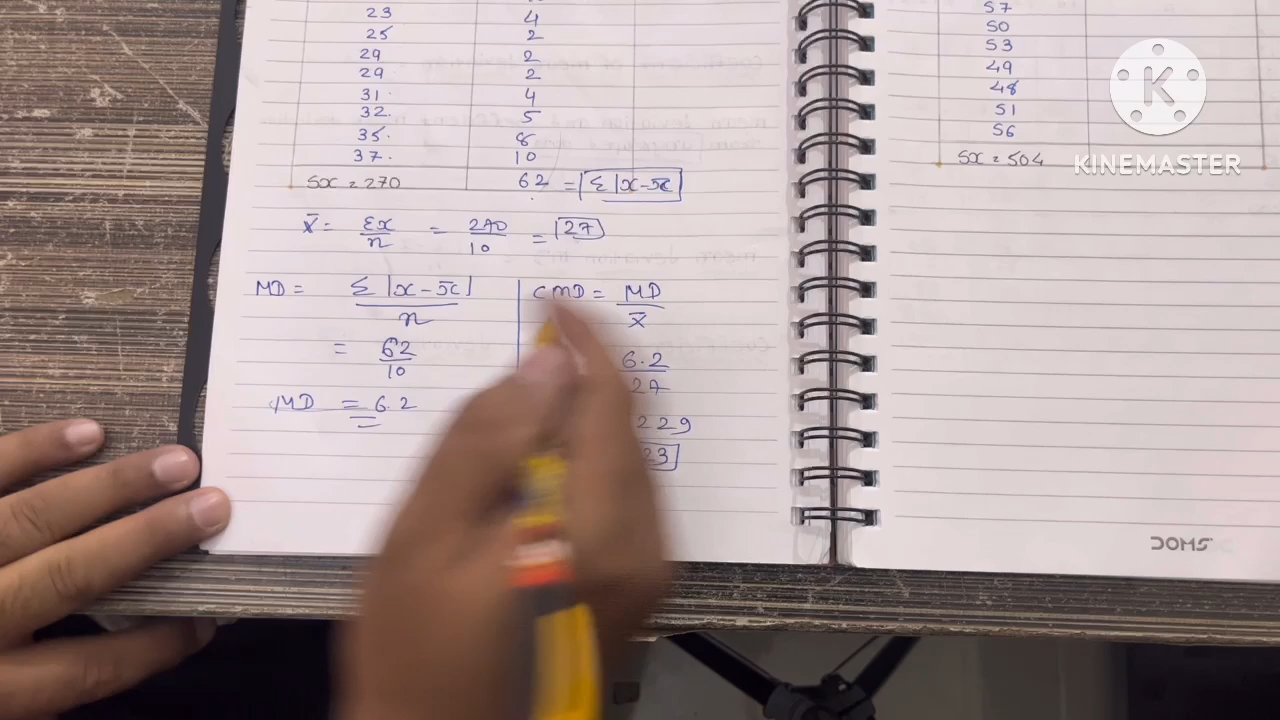 23 4
25 2
29 2
29 2
31 4
32 5
35 8
37 10
Σx = 270 62 = Σ |x-x̄|
x̄ = Σx/n = 270/10 = 27
MD = Σ |x-x̄| / n
= 62/10
MD = 6.2
CMD = MD/x̄
6.2/27
229
23
57
50
53
49
48
51
56
Σx = 504
K
KINEMASTER
DOMS